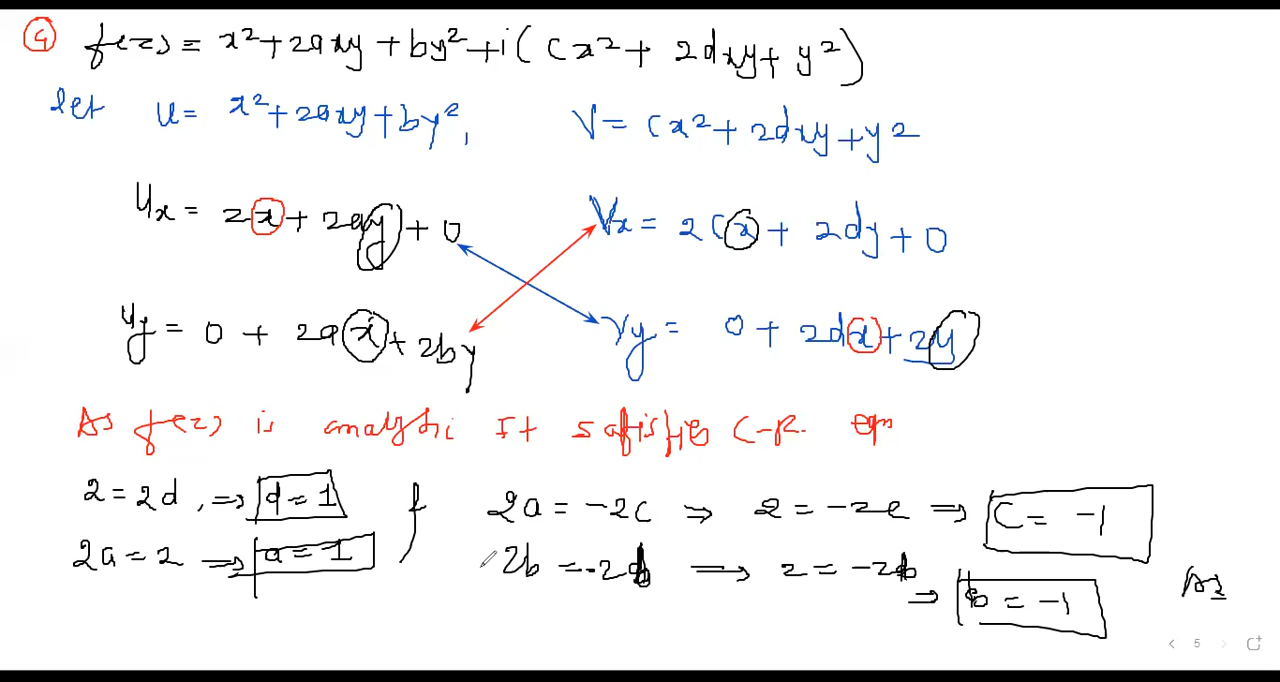 4 f(z) = x² + 2axy + by² + i(cx² + 2dxy + y²)
let u = x² + 2axy + by², V = cx² + 2dxy + y²
ux = 2x + 2ay + 0 Vx = 2cx + 2dy + 0
uy = 0 + 2ax + 2by Vy = 0 + 2dx + 2y
As f(z) is analytic It satisfies C-R. eqn
2 = 2d, ⇒ d = 1 2a = -2c ⇒ 2 = -2c ⇒ c = -1
2a = 2 ⇒ a = 1 2b = -2d ⇒ 2 = -2b
⇒ b = -1
5